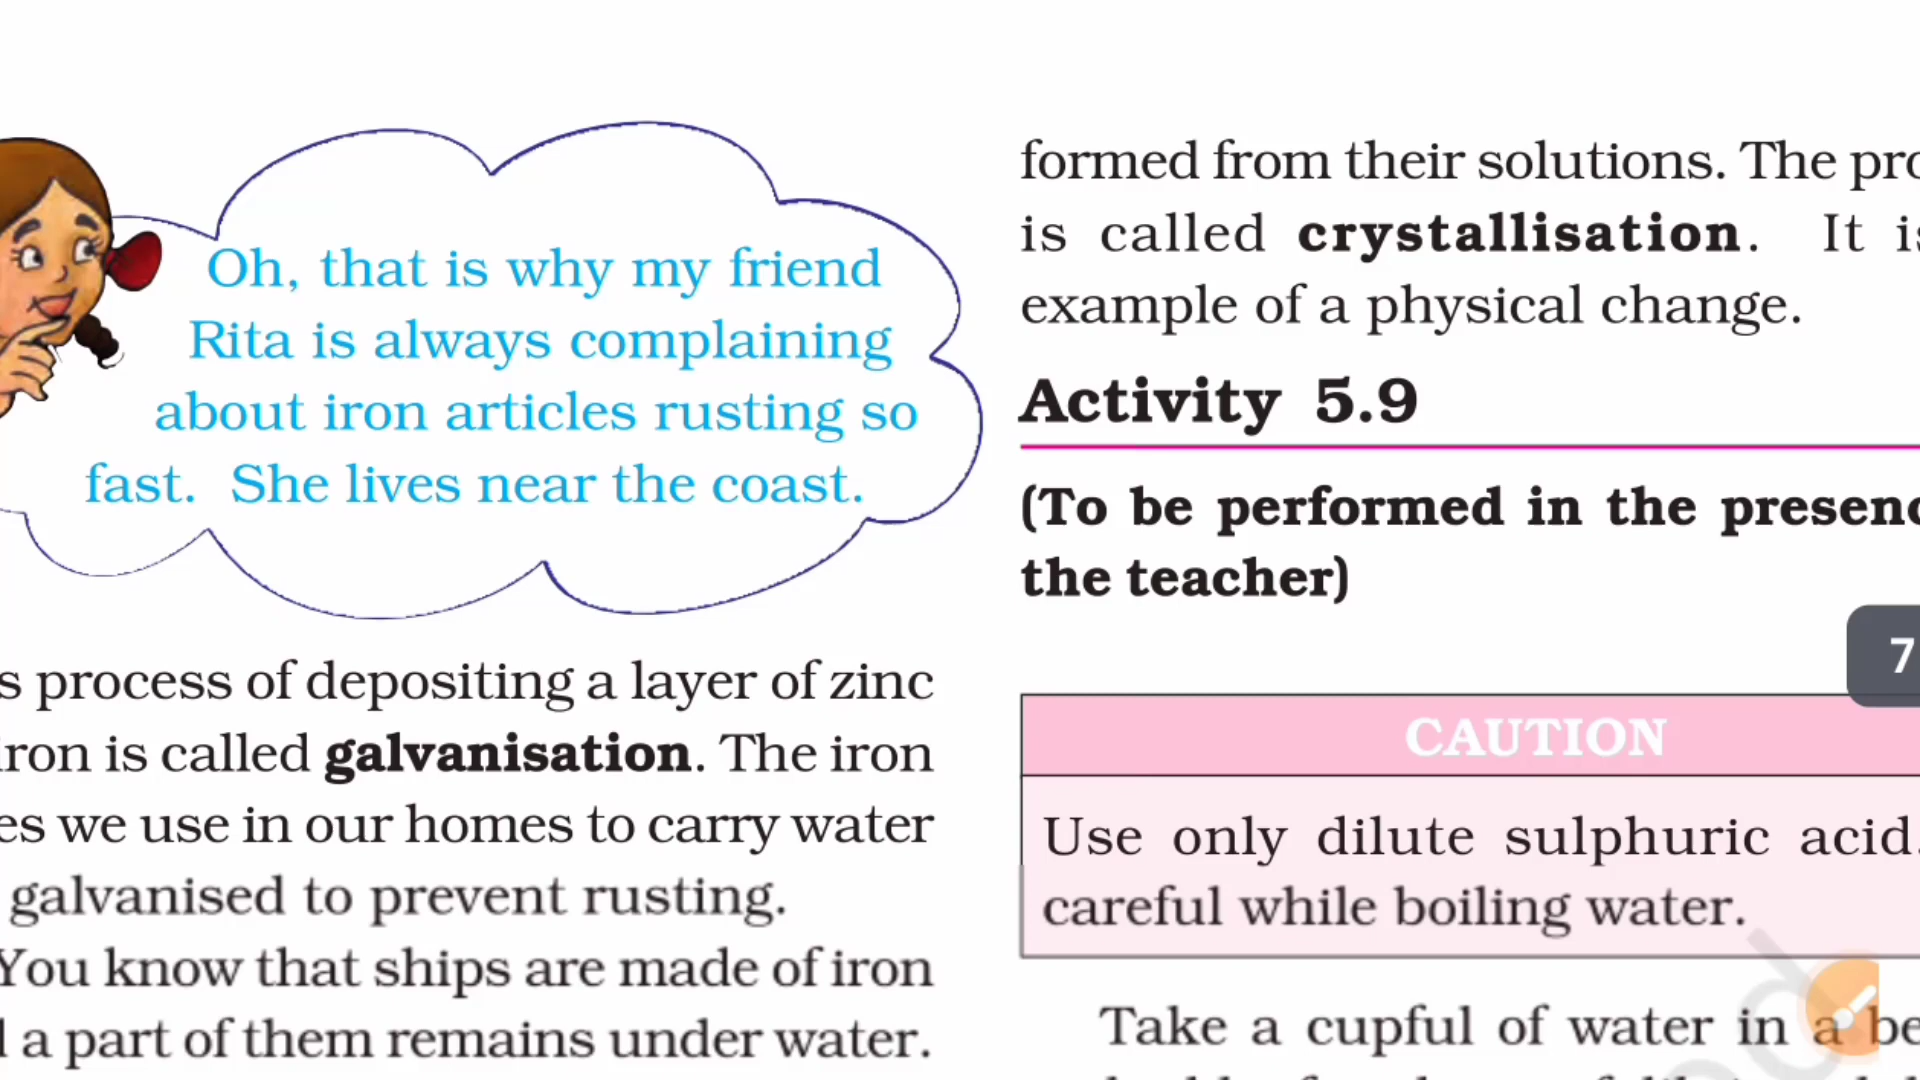 Oh, that is why my friend
Rita is always complaining
about iron articles rusting so
fast. She lives near the coast.
s process of depositing a layer of zinc
iron is called galvanisation. The iron
es we use in our homes to carry water
galvanised to prevent rusting.
You know that ships are made of iron
a part of them remains under water.
formed from their solutions. The pro
is called crystallisation. It is
example of a physical change.
Activity 5.9
(To be performed in the presenc
the teacher)
7
CAUTION
Use only dilute sulphuric acid.
careful while boiling water.
Take a cupful of water in a be